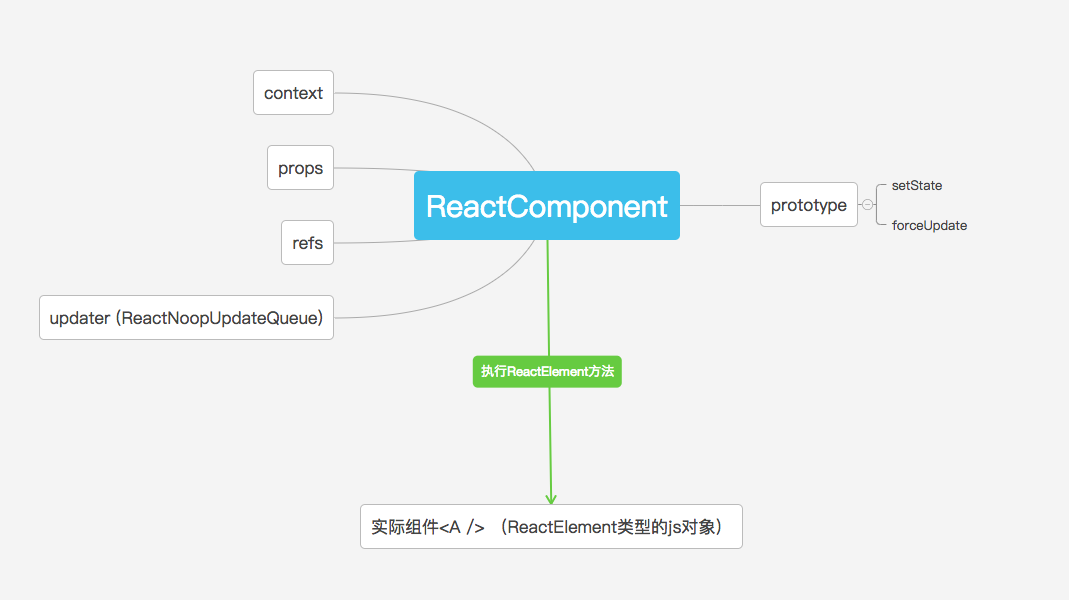 context
props
refs
updater (ReactNoopUpdateQueue)
ReactComponent
prototype
setState
forceUpdate
执行ReactElement方法
实际组件<A /> （ReactElement类型的js对象）